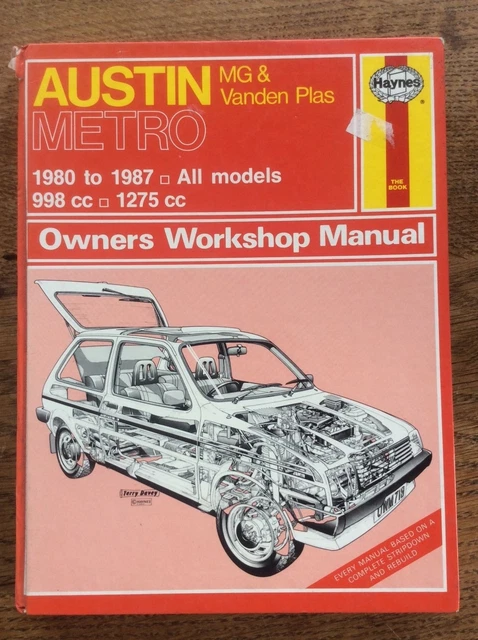 AUSTIN MG &
Vanden Plas
METRO
1980 to 1987 □ All models
998 cc □ 1275 cc
Haynes
®
THE
BOOK
Owners Workshop Manual
Terry Davey
EVERY MANUAL BASED ON A
COMPLETE STRIPDOWN
AND REBUILD